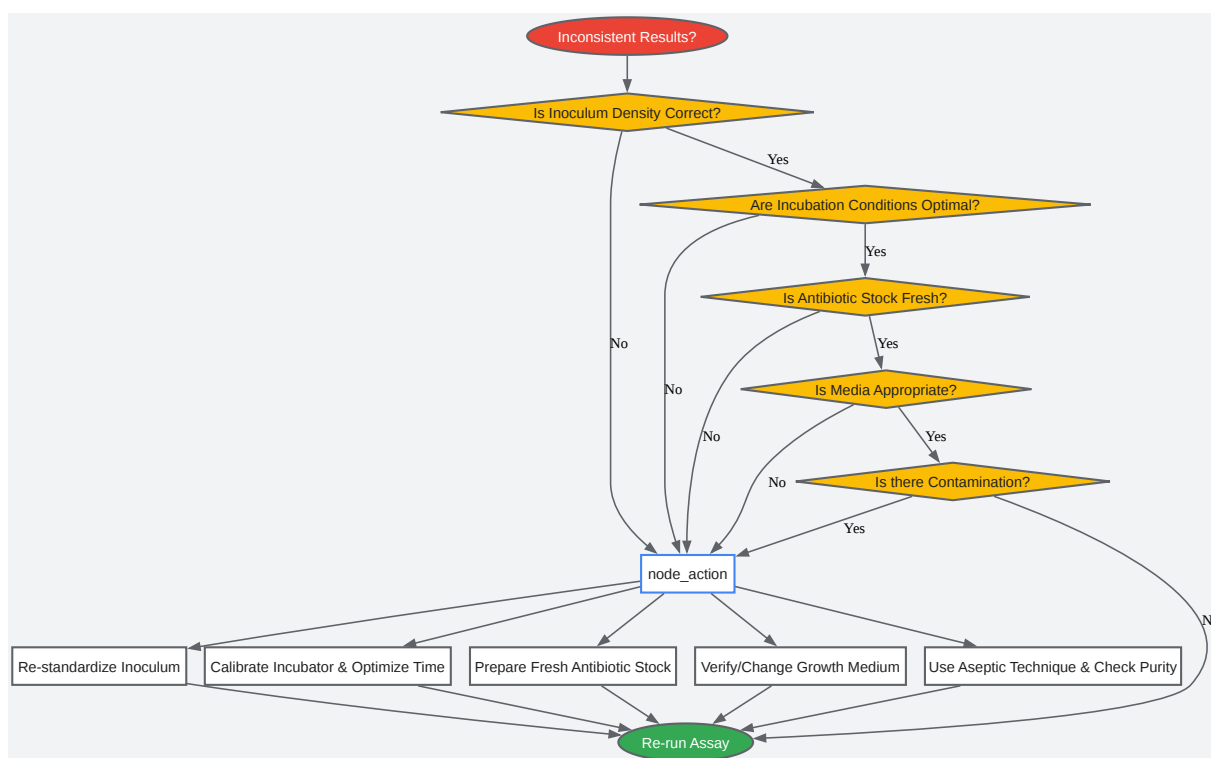 Inconsistent Results?
Is Inoculum Density Correct?
Yes
Are Incubation Conditions Optimal?
Yes
Is Antibiotic Stock Fresh?
No
Yes
No
Is Media Appropriate?
No
Yes
Is there Contamination?
No
Yes
node_action
N
Re-standardize Inoculum
Calibrate Incubator & Optimize Time
Prepare Fresh Antibiotic Stock
Verify/Change Growth Medium
Use Aseptic Technique & Check Purity
Re-run Assay